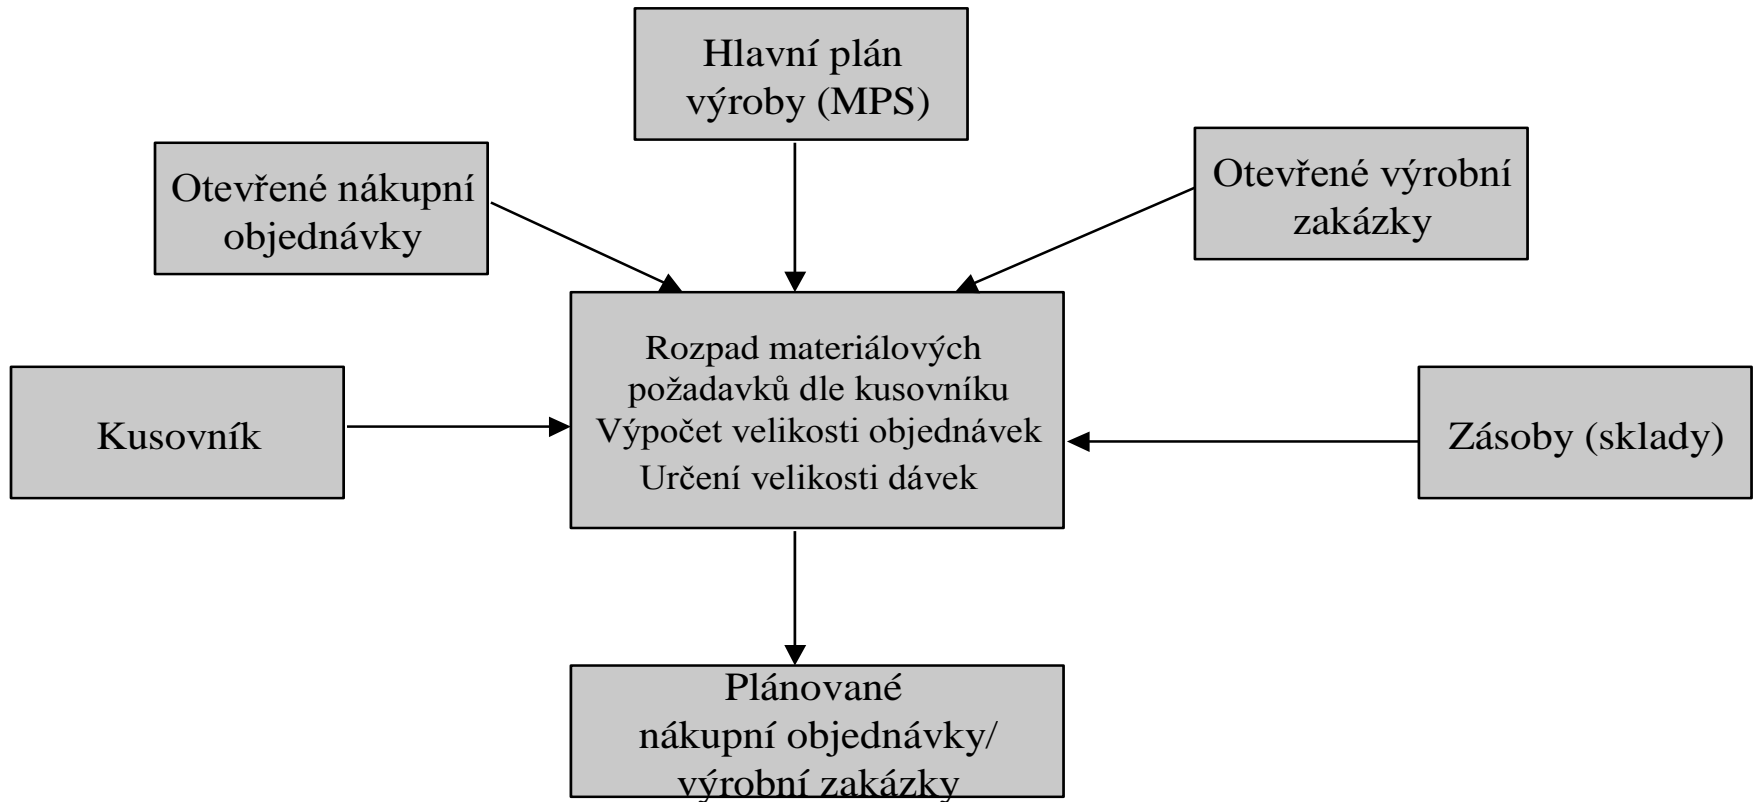 Hlavní plán
výroby (MPS)
Otevřené nákupní
objednávky
Otevřené výrobní
zakázky
Kusovník
Rozpad materiálových
požadavků dle kusovníku
Výpočet velikosti objednávek
Určení velikosti dávek
Zásoby (sklady)
Plánované
nákupní objednávky/
výrobní zakázky